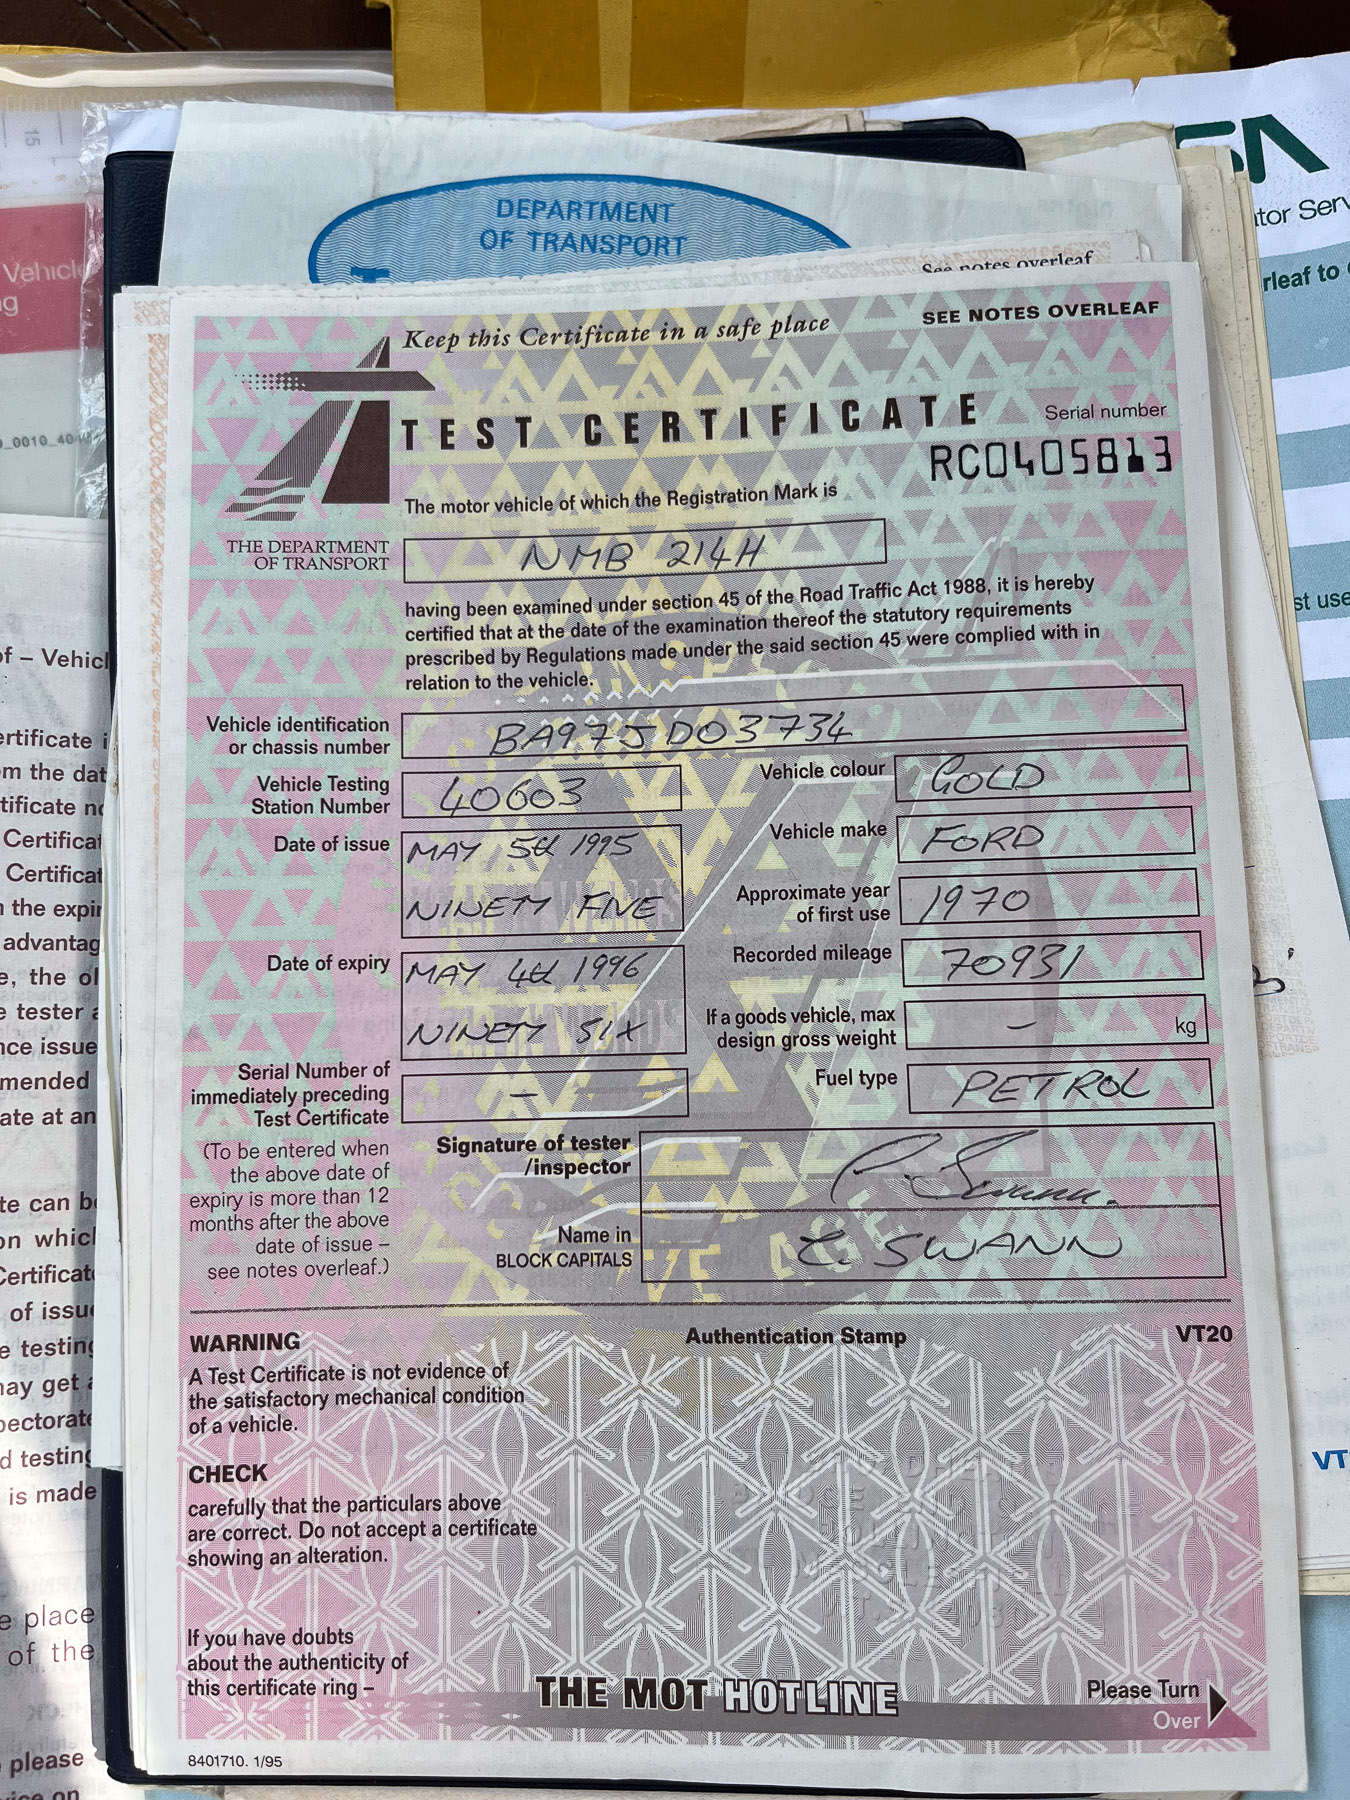 DEPARTMENT
OF TRANSPORT
See notes overleaf
Keep this Certificate in a safe place
SEE NOTES OVERLEAF
TEST CERTIFICATE
Serial number
RC0405813
The motor vehicle of which the Registration Mark is
THE DEPARTMENT
OF TRANSPORT
NMB 214H
having been examined under section 45 of the Road Traffic Act 1988, it is hereby
certified that at the date of the examination thereof the statutory requirements
prescribed by Regulations made under the said section 45 were complied with in
relation to the vehicle.
Vehicle identification
or chassis number
BA97JD03734
Vehicle Testing
Station Number
40603
Vehicle colour
GOLD
Date of issue
MAY 5th 1995
NINETY FIVE
Vehicle make
FORD
Approximate year
of first use
1970
Date of expiry
MAY 4th 1996
NINETY SIX
Recorded mileage
70931
If a goods vehicle, max
design gross weight
– kg
Serial Number of
immediately preceding
Test Certificate
–
Fuel type
PETROL
(To be entered when
the above date of
expiry is more than 12
months after the above
date of issue –
see notes overleaf.)
Signature of tester
/inspector
Name in
BLOCK CAPITALS
C. SWANN
WARNING
A Test Certificate is not evidence of
the satisfactory mechanical condition
of a vehicle.
Authentication Stamp
VT20
CHECK
carefully that the particulars above
are correct. Do not accept a certificate
showing an alteration.
If you have doubts
about the authenticity of
this certificate ring –
THE MOT HOTLINE
Please Turn
Over
8401710. 1/95